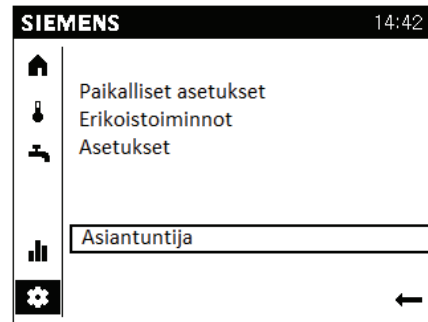 SIEMENS 14:42
Paikalliset asetukset
Erikoistoiminnot
Asetukset
Asiantuntija